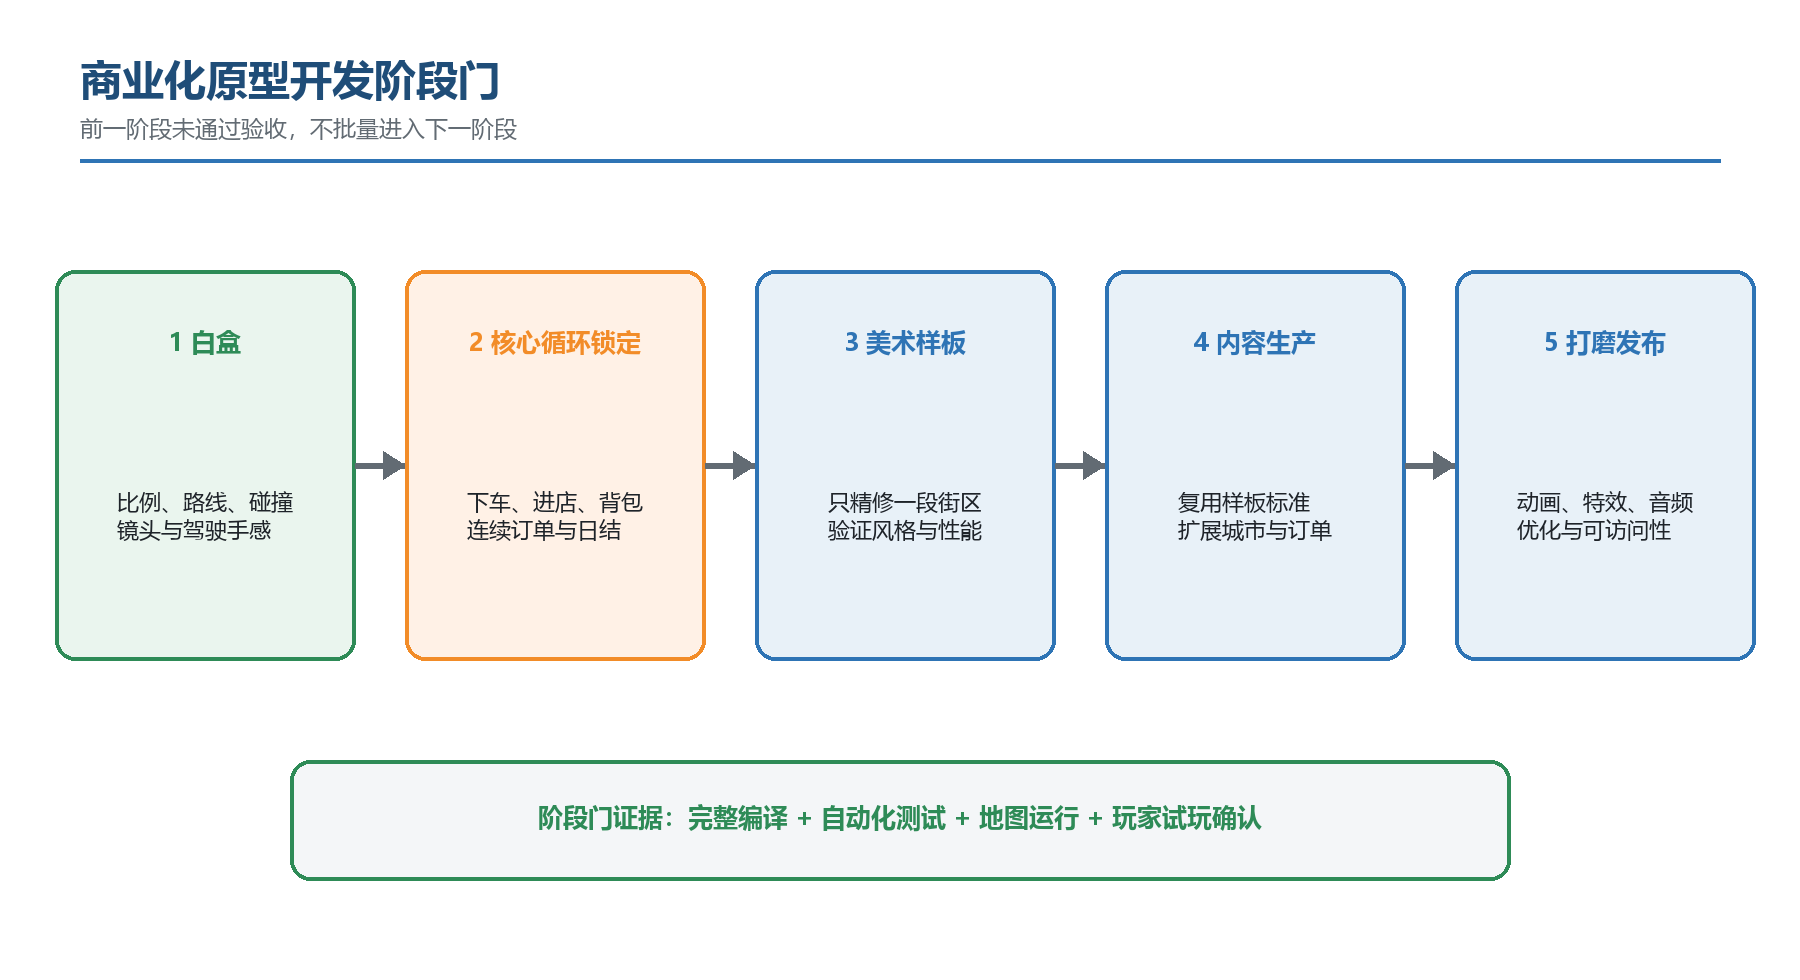 商业化原型开发阶段门
前一阶段未通过验收，不批量进入下一阶段
1 白盒
比例、路线、碰撞
镜头与驾驶手感
2 核心循环锁定
下车、进店、背包
连续订单与日结
3 美术样板
只精修一段街区
验证风格与性能
4 内容生产
复用样板标准
扩展城市与订单
5 打磨发布
动画、特效、音频
优化与可访问性
阶段门证据：完整编译 + 自动化测试 + 地图运行 + 玩家试玩确认